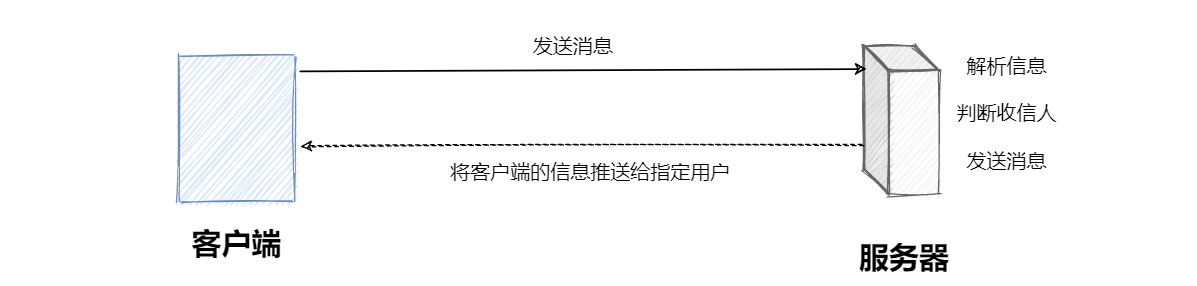 发送消息
解析信息
判断收信人
发送消息
将客户端的信息推送给指定用户
客户端
服务器